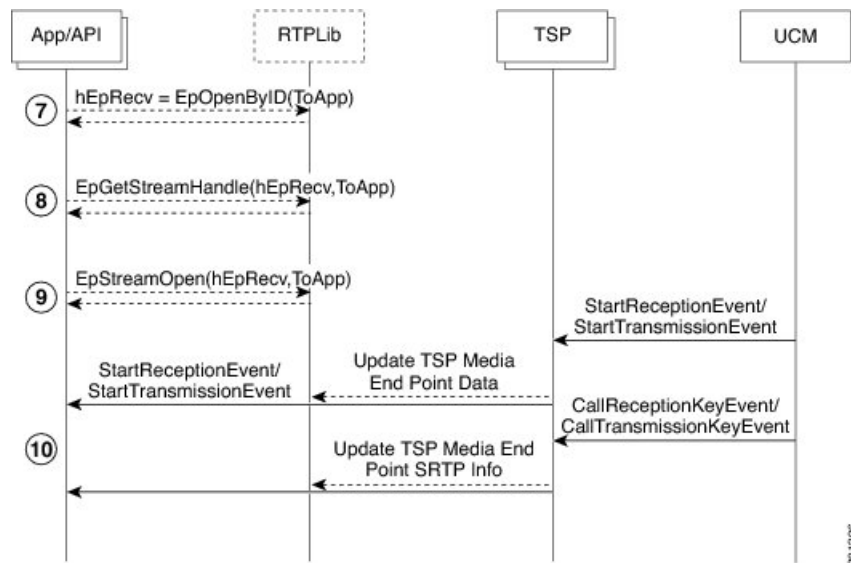 App/API
RTPLib
TSP
UCM
7
hEpRecv = EpOpenByID(ToApp)
8
EpGetStreamHandle(hEpRecv,ToApp)
9
EpStreamOpen(hEpRecv,ToApp)
StartReceptionEvent/
StartTransmissionEvent
StartReceptionEvent/
StartTransmissionEvent
Update TSP Media
End Point Data
CallReceptionKeyEvent/
CallTransmissionKeyEvent
10
Update TSP Media End
Point SRTP Info